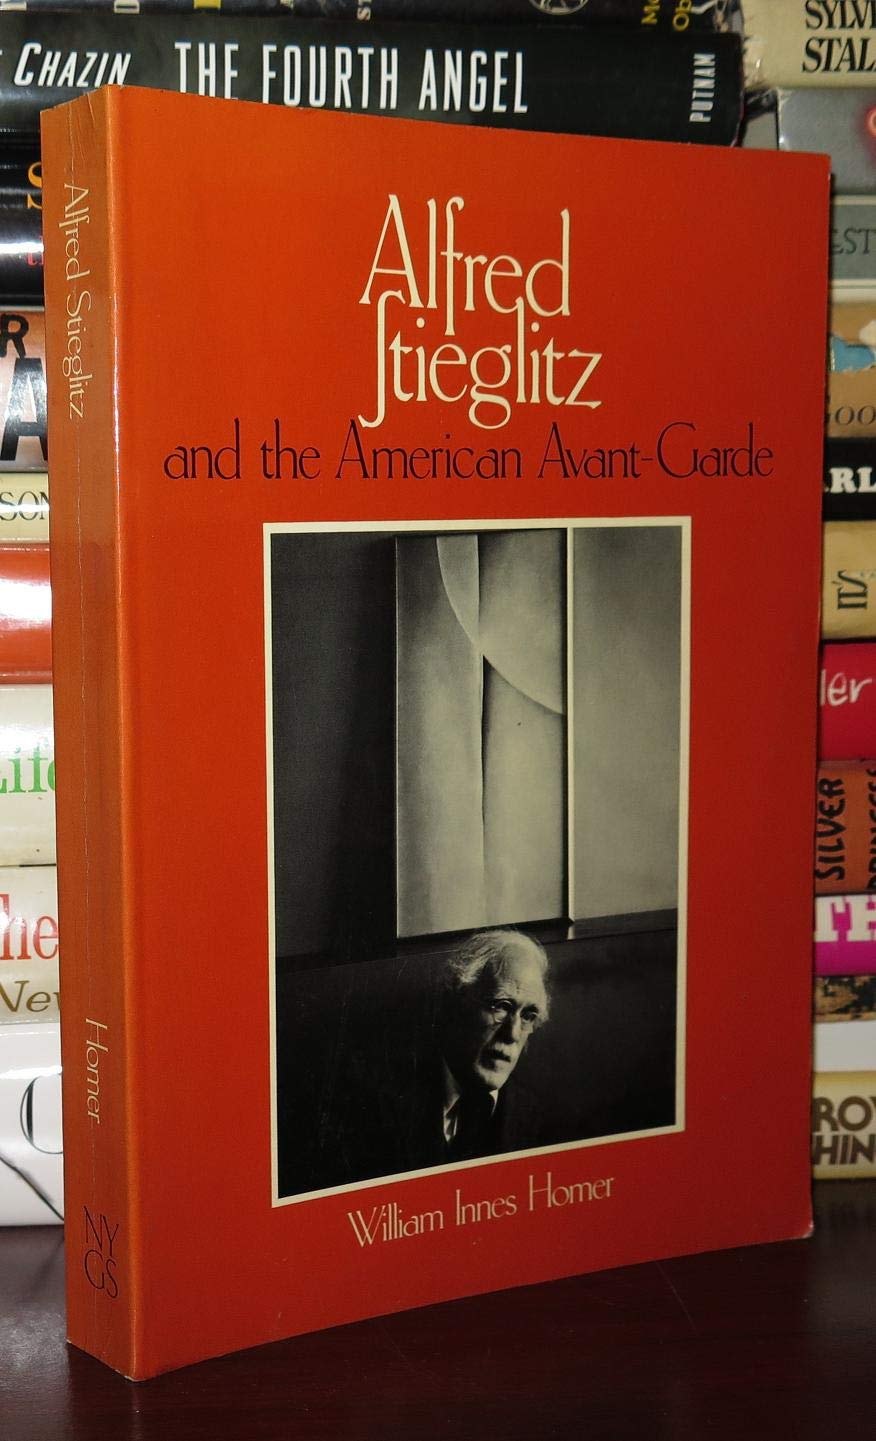 CHAZIN THE FOURTH ANGEL PUTNAM
Alfred
Stieglitz
and the American Avant-Garde
William Innes Homer
Alfred Stieglitz
Homer
NY
GS
SILVER
IT'S